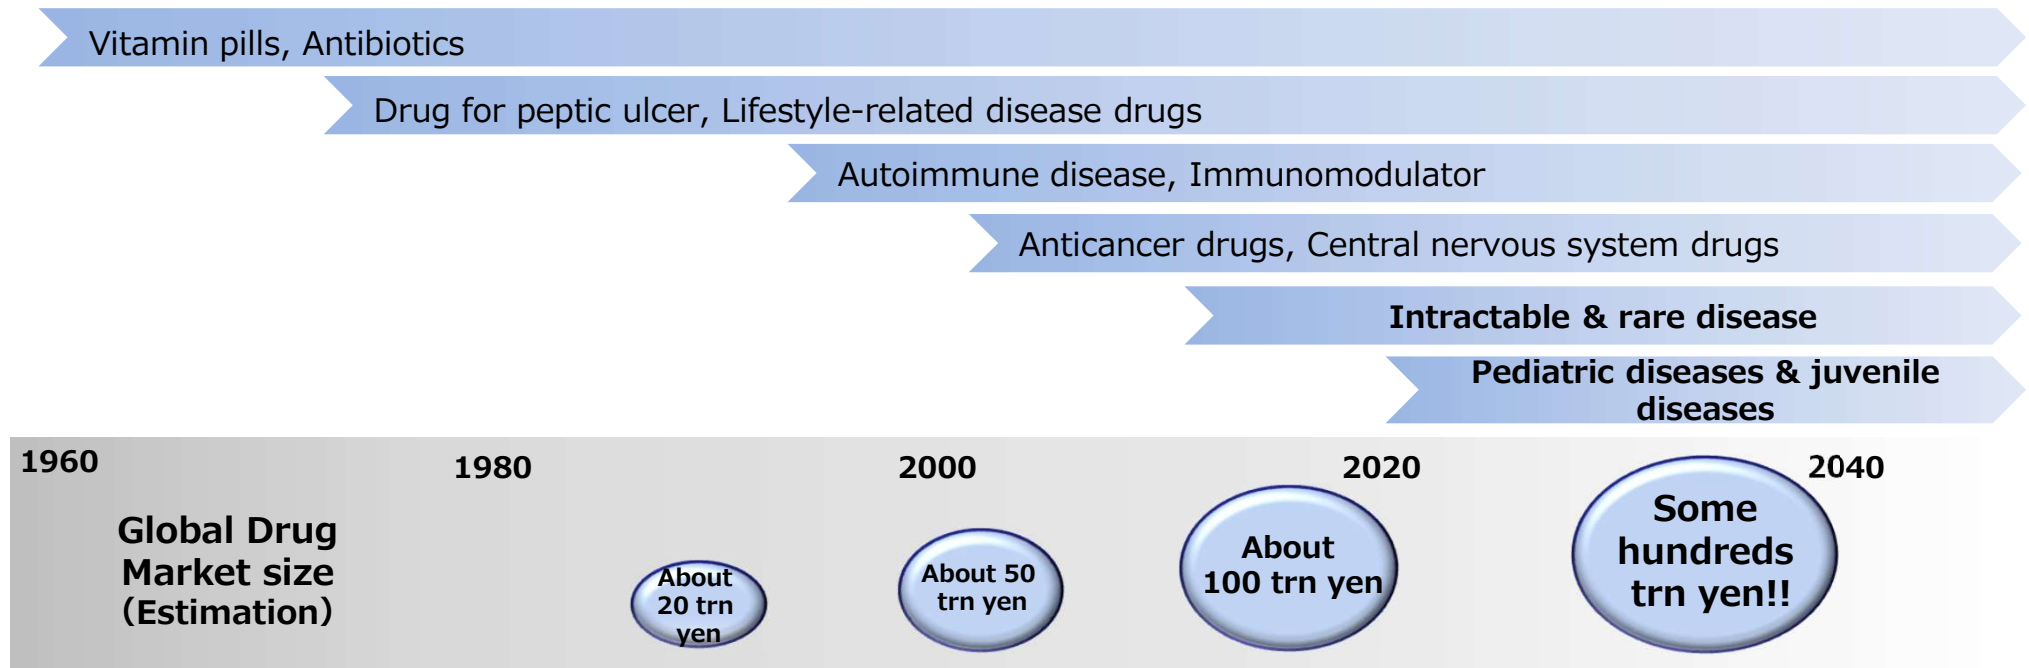 Vitamin pills, Antibiotics
Drug for peptic ulcer, Lifestyle-related disease drugs
Autoimmune disease, Immunomodulator
Anticancer drugs, Central nervous system drugs
Intractable & rare disease
Pediatric diseases & juvenile
diseases
1960
1980
2000
2020
2040
Global Drug
Market size
(Estimation)
About
20 trn
yen
About 50
trn yen
About
100 trn yen
Some
hundreds
trn yen!!